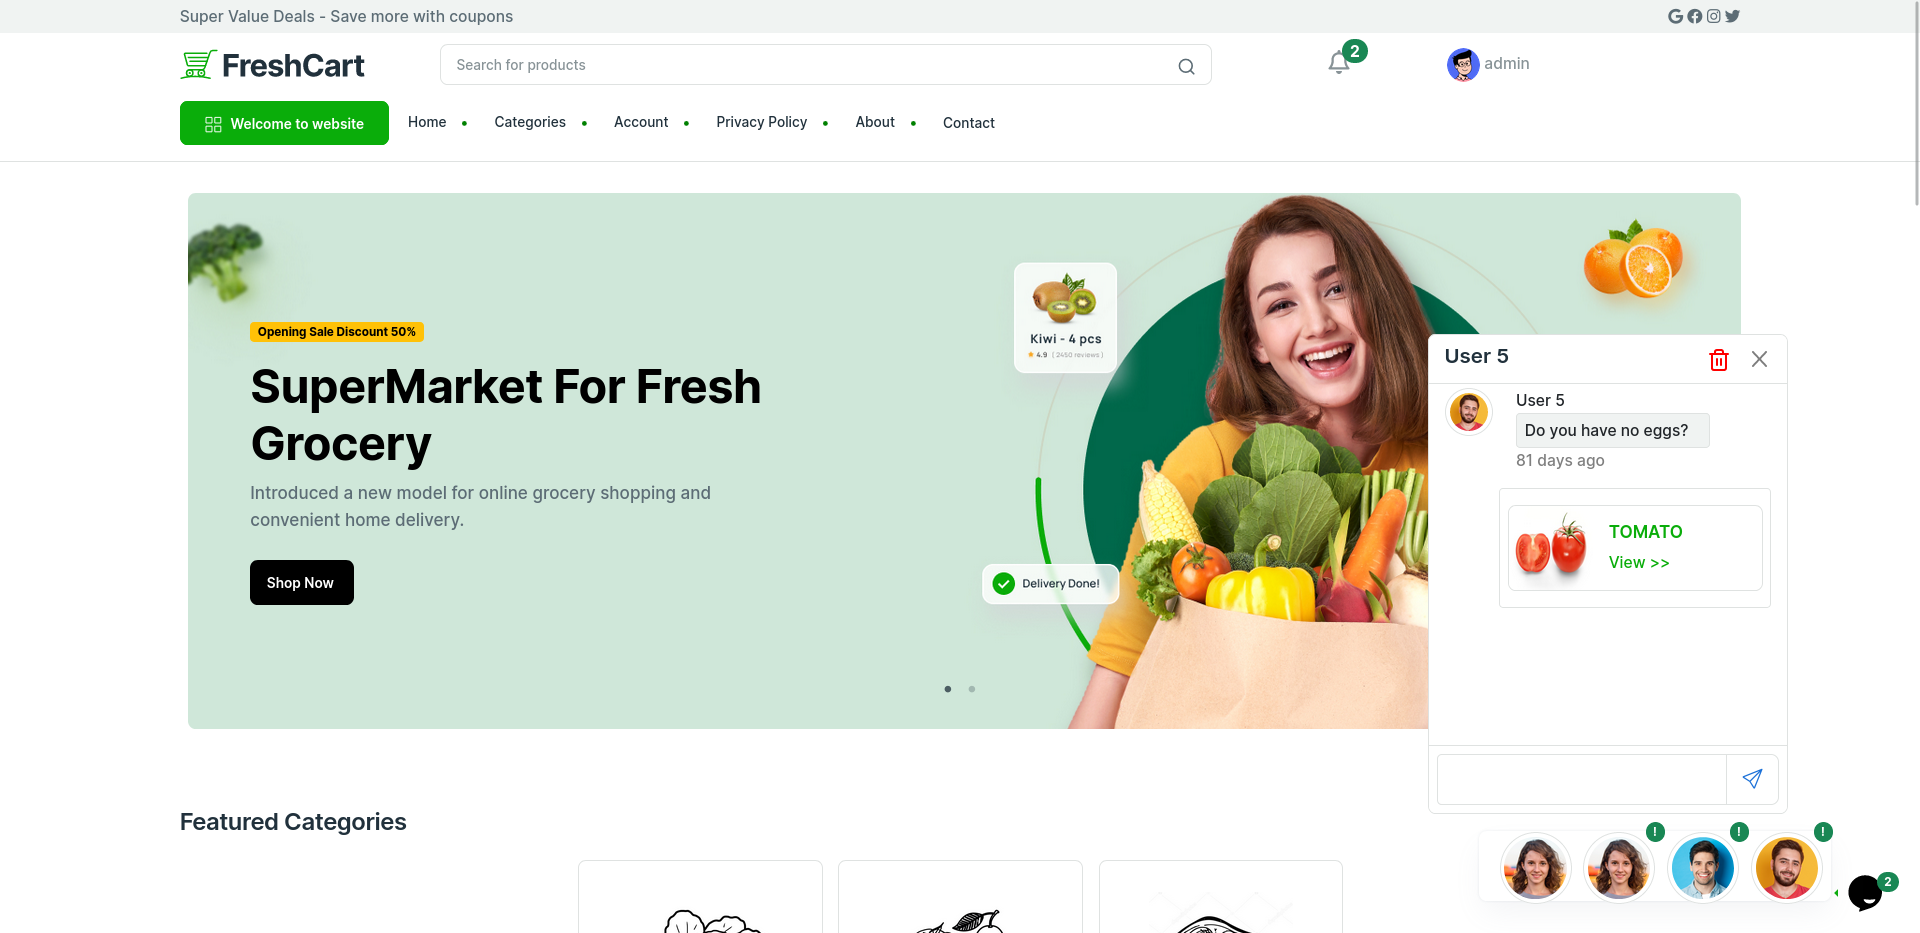 Super Value Deals - Save more with coupons
FreshCart
Search for products
2
admin
Welcome to website
Home
Categories
Account
Privacy Policy
About
Contact
Opening Sale Discount 50%
SuperMarket For Fresh
Grocery
Introduced a new model for online grocery shopping and
convenient home delivery.
Shop Now
Kiwi - 4 pcs
4.9 (2450 reviews)
Delivery Done!
User 5
User 5
Do you have no eggs?
81 days ago
TOMATO
View >>
Featured Categories
!
!
!
2